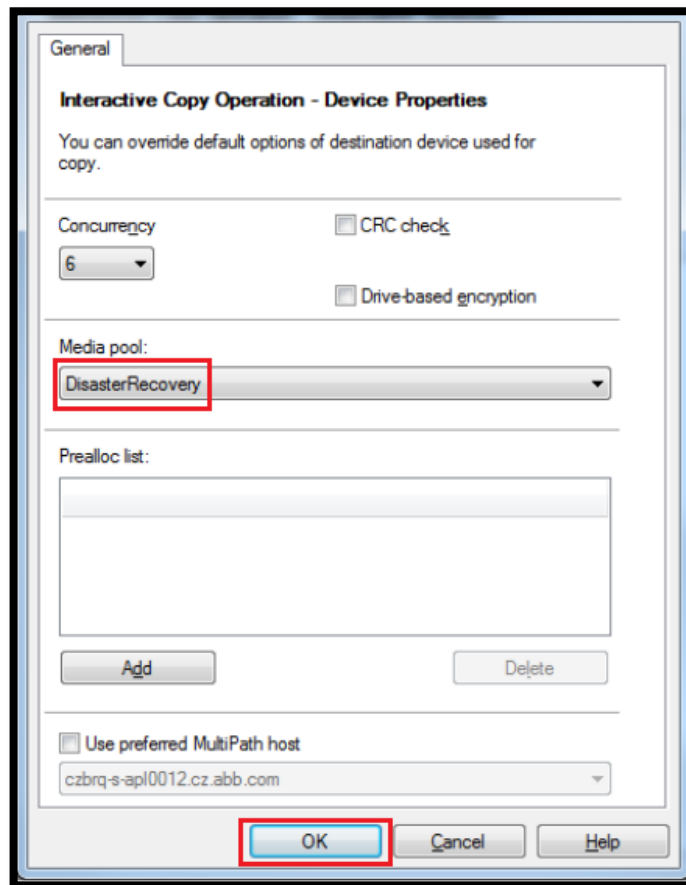 General
Interactive Copy Operation - Device Properties
You can override default options of destination device used for
copy.
Concurrency
CRC check
6
Drive-based encryption
Media pool:
DisasterRecovery
Prealloc list:
Add
Delete
Use preferred MultiPath host
czbrq-s-apl0012.cz.abb.com
OK
Cancel
Help